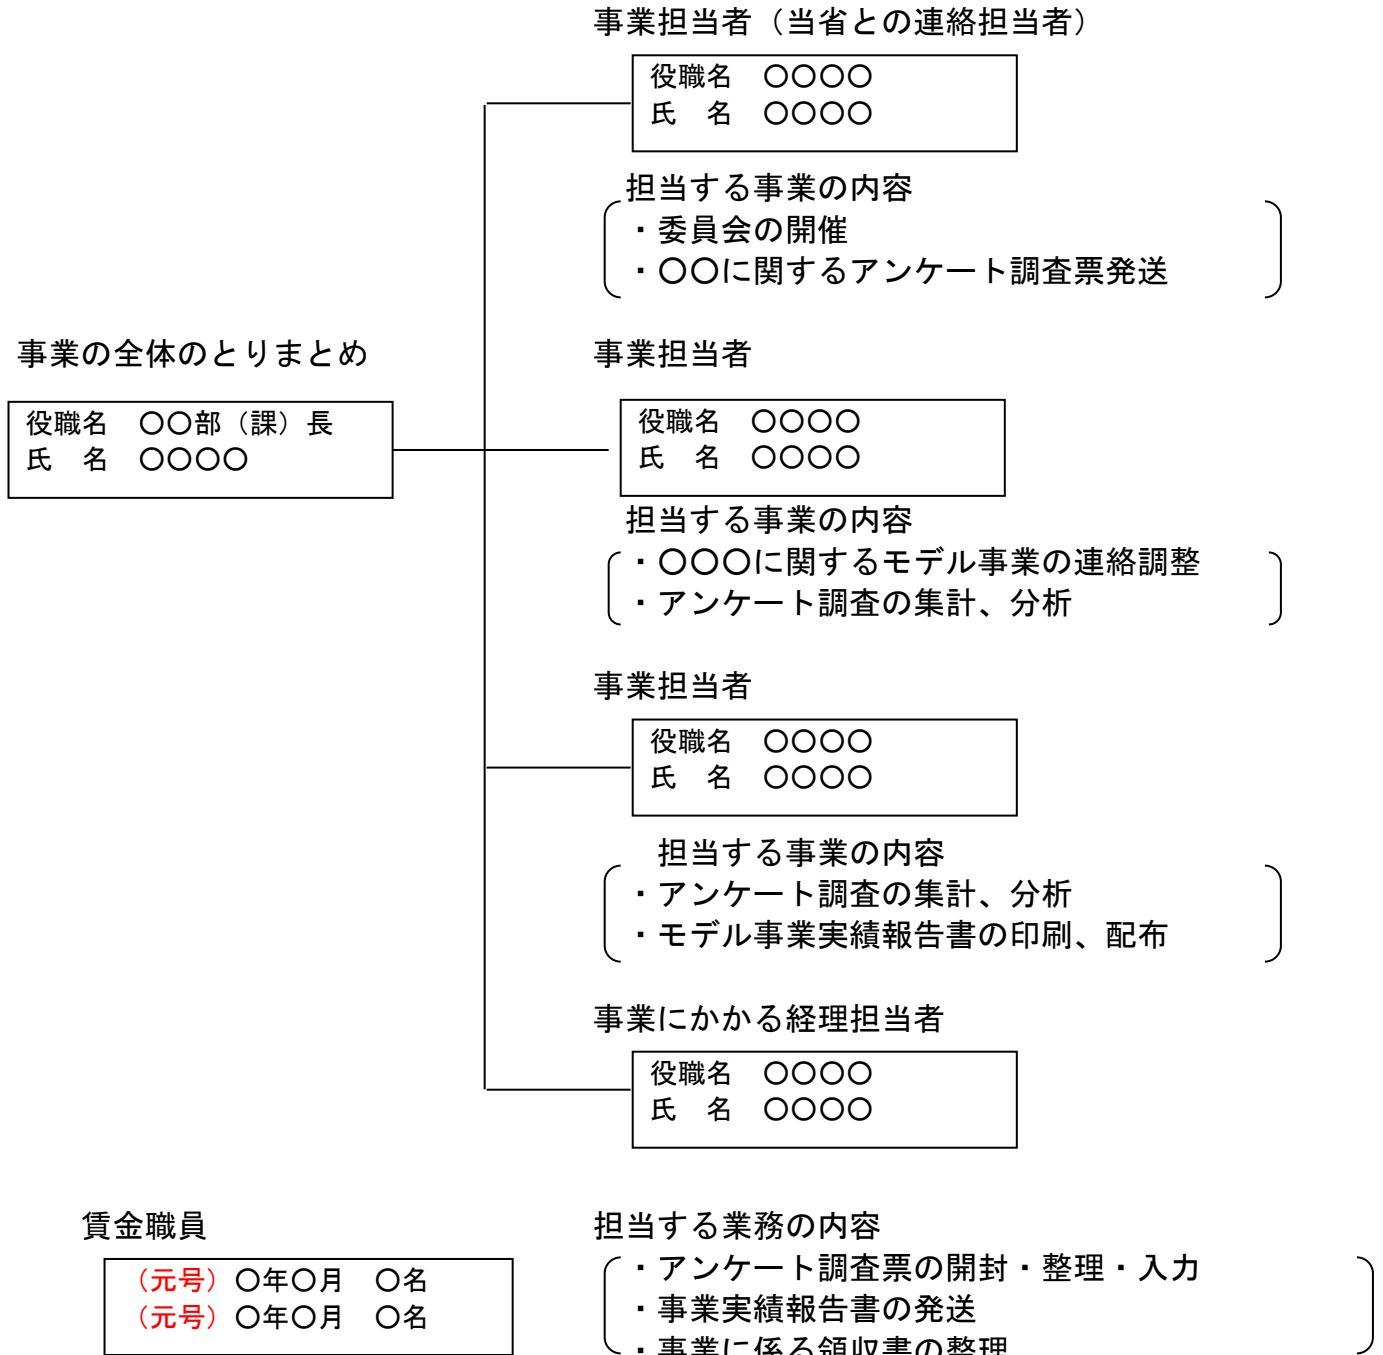 事業担当者（当省との連絡担当者）
役職名　〇〇〇〇
氏　名　〇〇〇〇
担当する事業の内容
・委員会の開催
・〇〇に関するアンケート調査票発送
事業の全体のとりまとめ
役職名　〇〇部（課）長
氏　名　〇〇〇〇
事業担当者
役職名　〇〇〇〇
氏　名　〇〇〇〇
担当する事業の内容
・〇〇〇に関するモデル事業の連絡調整
・アンケート調査の集計、分析
事業担当者
役職名　〇〇〇〇
氏　名　〇〇〇〇
担当する事業の内容
・アンケート調査の集計、分析
・モデル事業実績報告書の印刷、配布
事業にかかる経理担当者
役職名　〇〇〇〇
氏　名　〇〇〇〇
賃金職員
（元号）〇年〇月　〇名
（元号）〇年〇月　〇名
担当する業務の内容
・アンケート調査票の開封・整理・入力
・事業実績報告書の発送
・事業に係る領収書の整理